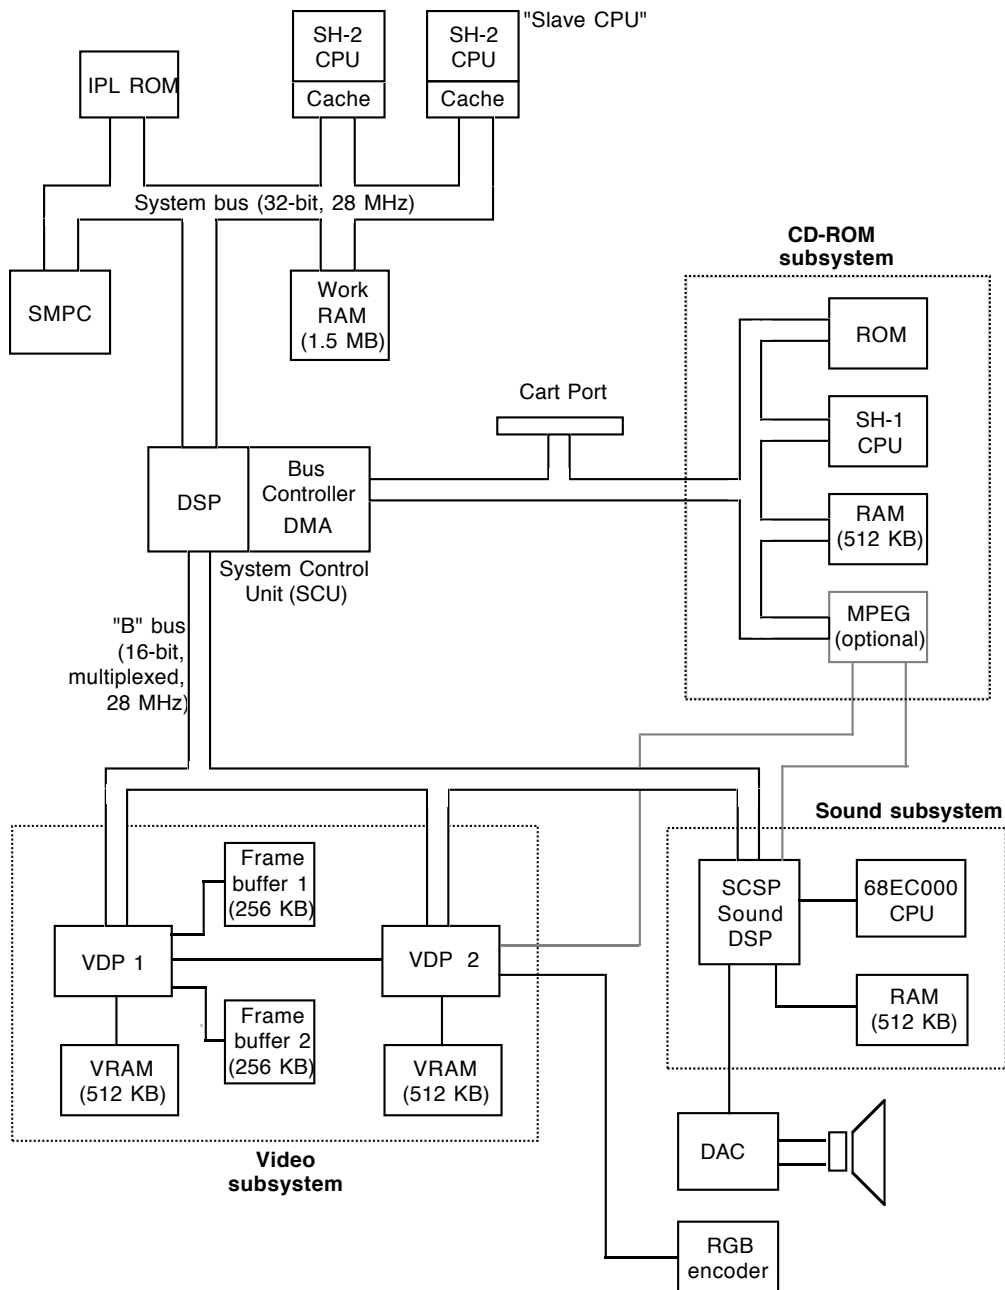 "Slave CPU"
SH-2
CPU
Cache
SH-2
CPU
Cache
IPL ROM
System bus (32-bit, 28 MHz)
SMPC
Work
RAM
(1.5 MB)
CD-ROM
subsystem
ROM
SH-1
CPU
RAM
(512 KB)
MPEG
(optional)
Cart Port
DSP
Bus
Controller
DMA
System Control
Unit (SCU)
"B" bus
(16-bit,
multiplexed,
28 MHz)
Sound subsystem
SCSP
Sound
DSP
68EC000
CPU
RAM
(512 KB)
Frame
buffer 1
(256 KB)
VDP 1
VDP 2
Frame
buffer 2
(256 KB)
VRAM
(512 KB)
VRAM
(512 KB)
Video
subsystem
DAC
RGB
encoder